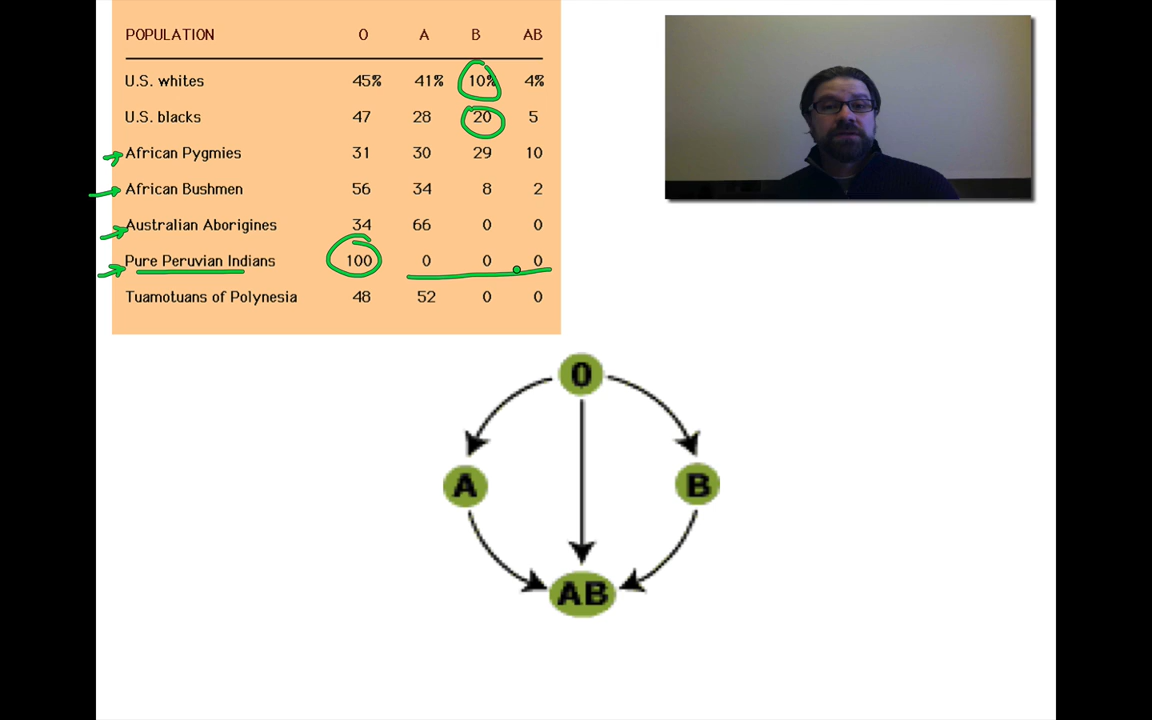 POPULATION O A B AB
U.S. whites 45% 41% 10% 4%
U.S. blacks 47 28 20 5
African Pygmies 31 30 29 10
African Bushmen 56 34 8 2
Australian Aborigines 34 66 0 0
Pure Peruvian Indians 100 0 0 0
Tuamotuans of Polynesia 48 52 0 0
O
A B
AB